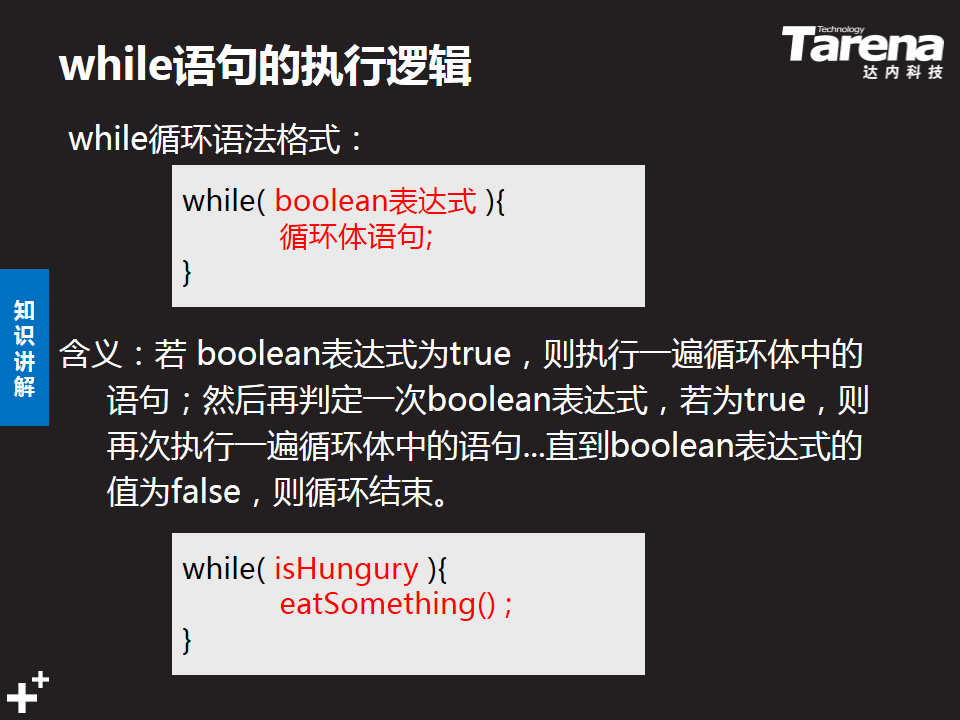 while语句的执行逻辑
Technology
Tarena
达内科技
while循环语法格式：
while( boolean表达式 ){
循环体语句;
}
知识讲解
含义：若 boolean表达式为true，则执行一遍循环体中的
语句；然后再判定一次boolean表达式，若为true，则
再次执行一遍循环体中的语句...直到boolean表达式的
值为false，则循环结束。
while( isHungury ){
eatSomething() ;
}